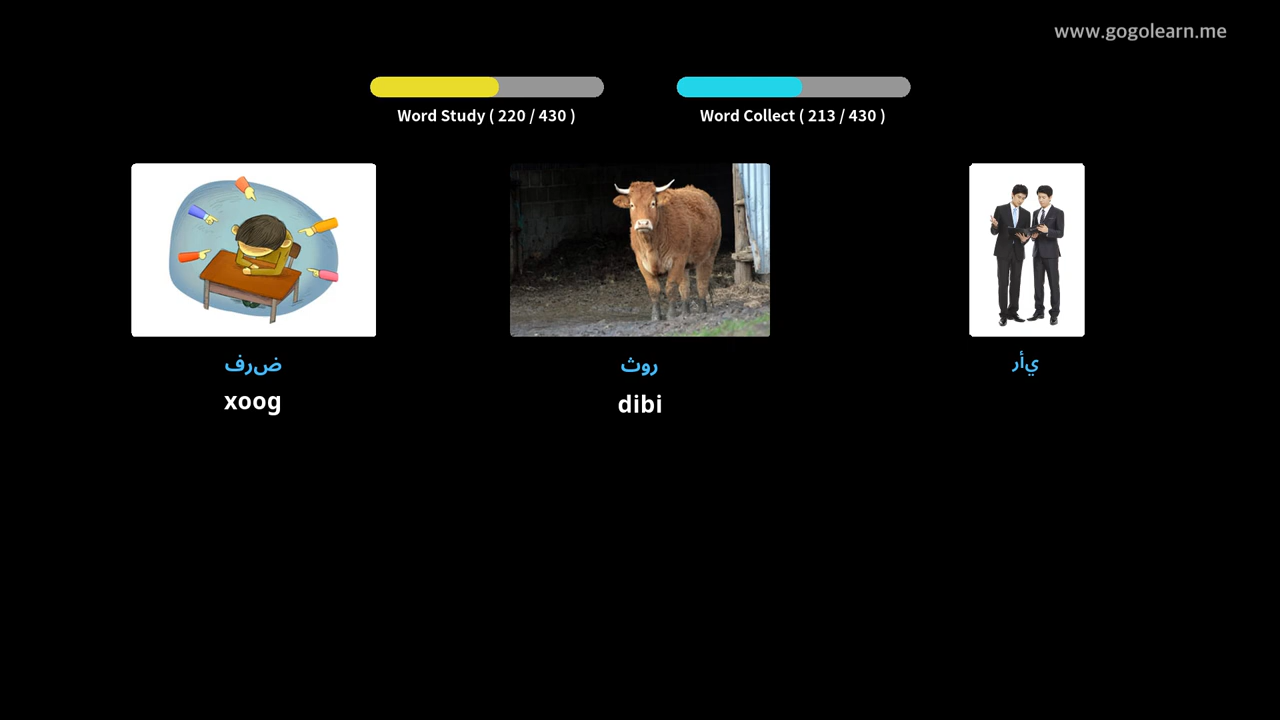 www.gogolearn.me
Word Study ( 220 / 430 )
Word Collect ( 213 / 430 )
ضرف
روث
يأر
xoog
dibi